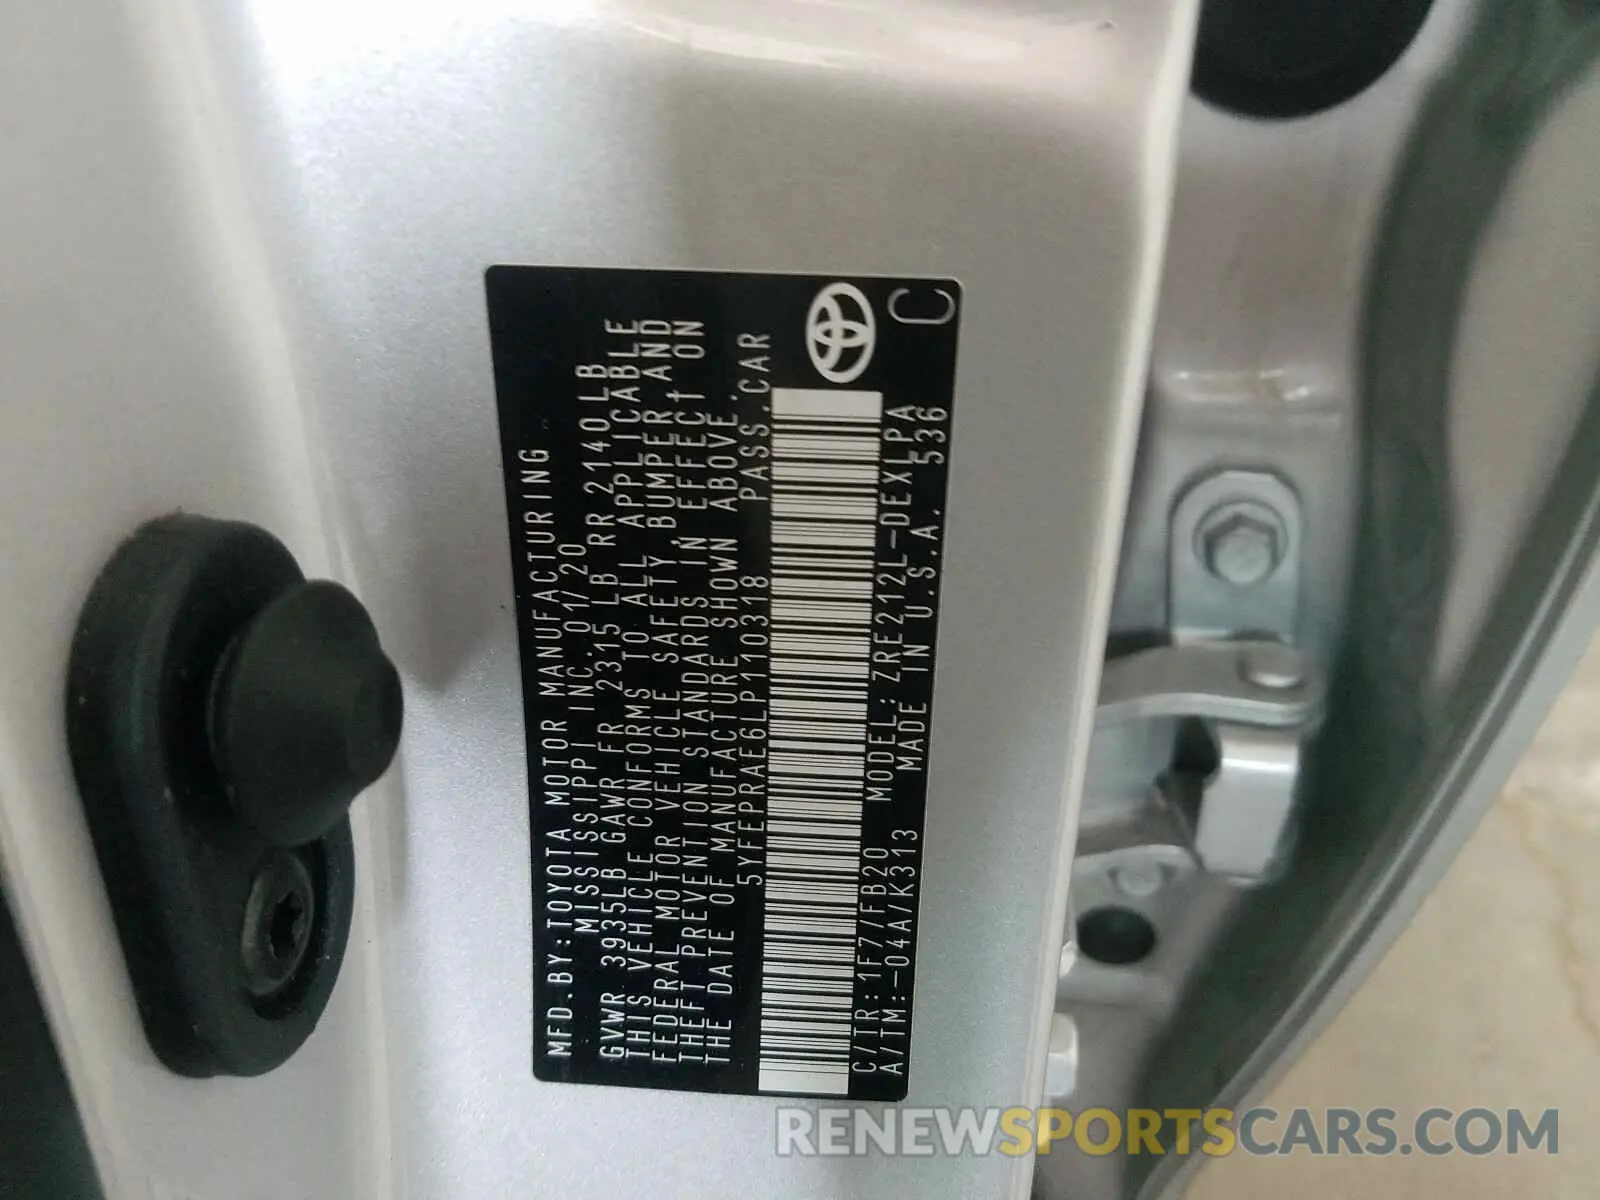 MFD.BY:TOYOTA MOTOR MANUFACTURING
MISSISSIPPI INC. 01/20
GVWR 3935LB GAWR FR 2315 LB RR 2140LB
THIS VEHICLE CONFORMS TO ALL APPLICABLE
FEDERAL MOTOR VEHICLE SAFETY, BUMPER, AND
THEFT PREVENTION STANDARDS IN EFFECT ON
THE DATE OF MANUFACTURE SHOWN ABOVE.
5YFEPRAE6LP110318 PASS.CAR
C/TR:1F7/FB20 MODEL:ZRE212L-DEXLPA
A/TM:-04A/K313 MADE IN U.S.A. 536
C
RENEWSPORTSCARS.COM